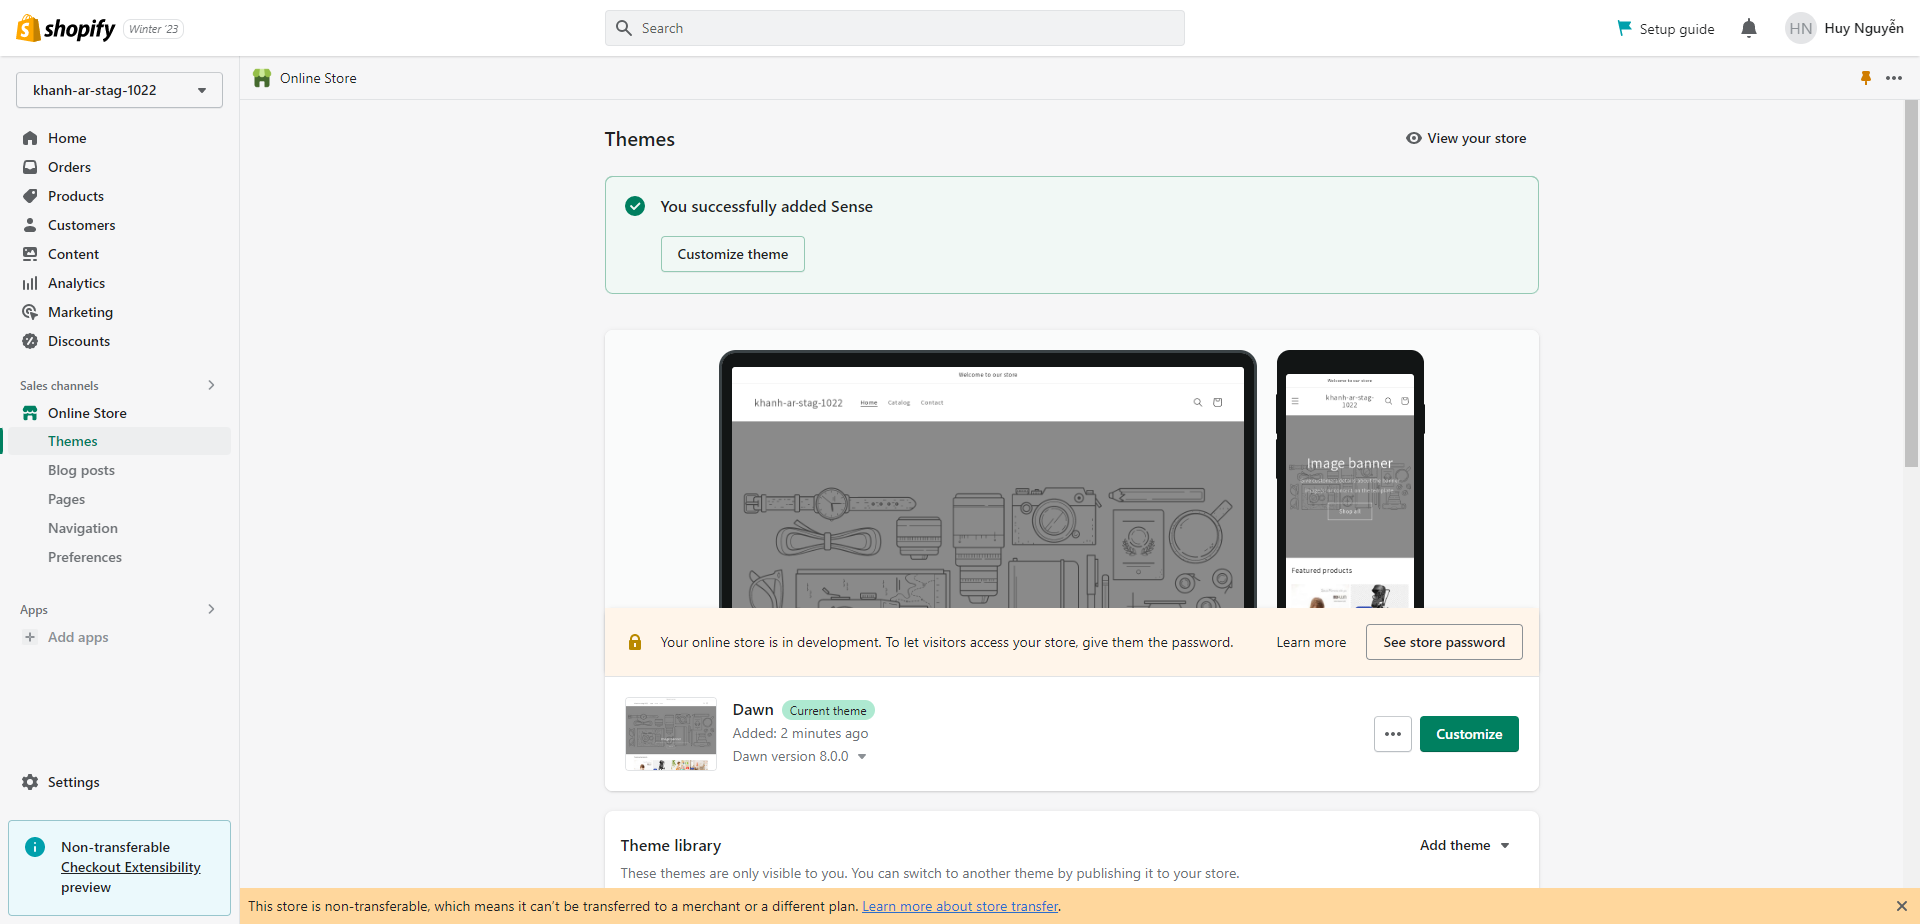 shopify
Winter '23
Search
Setup guide
HN
Huy Nguyễn
khanh-ar-stag-1022
Home
Orders
Products
Customers
Content
Analytics
Marketing
Discounts
Sales channels
Online Store
Themes
Blog posts
Pages
Navigation
Preferences
Apps
Add apps
Settings
Non-transferable
Checkout Extensibility
preview
Online Store
Themes
View your store
You successfully added Sense
Customize theme
Welcome to our store
khanh-ar-stag-1022
Home
Catalog
Contact
Welcome to our store
khanh-ar-stag-
1022
Image banner
Shop all
Featured products
Your online store is in development. To let visitors access your store, give them the password.
Learn more
See store password
Dawn
Current theme
Added: 2 minutes ago
Dawn version 8.0.0
Customize
Theme library
Add theme
These themes are only visible to you. You can switch to another theme by publishing it to your store.
This store is non-transferable, which means it can't be transferred to a merchant or a different plan. Learn more about store transfer.